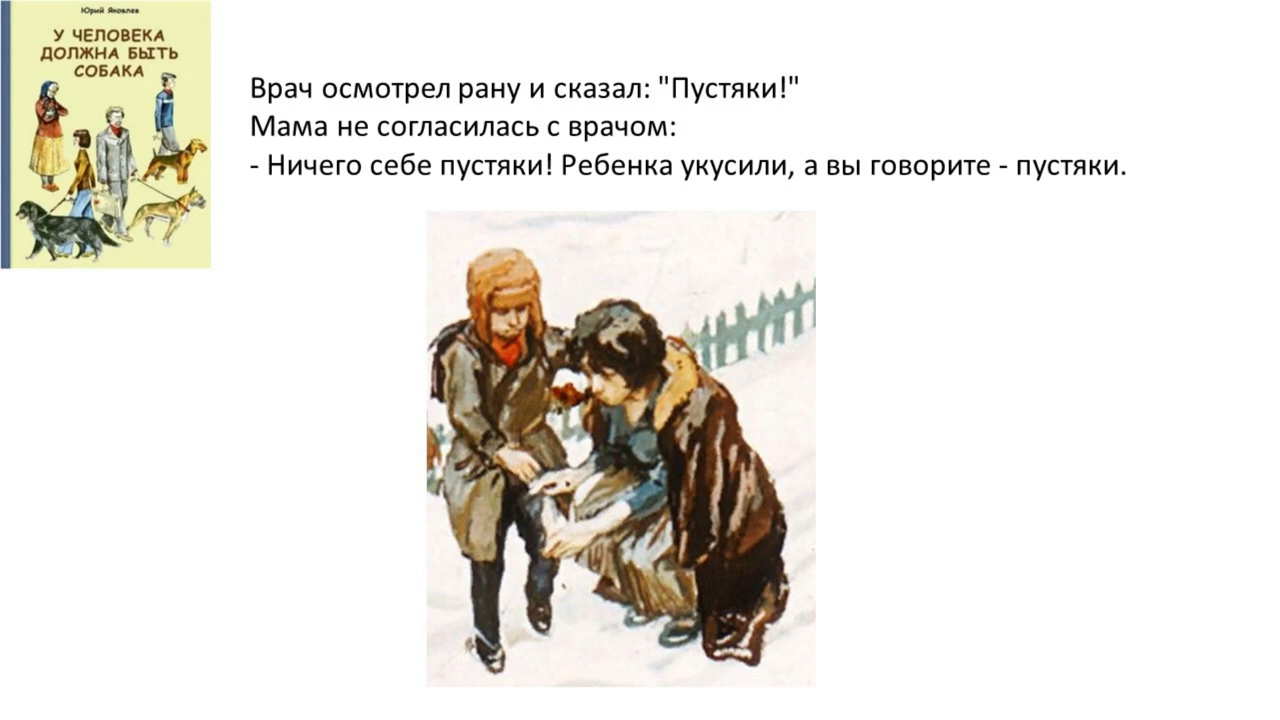 Юрий Яковлев
У ЧЕЛОВЕКА
ДОЛЖНА БЫТЬ
СОБАКА
Врач осмотрел рану и сказал: "Пустяки!"
Мама не согласилась с врачом:
- Ничего себе пустяки! Ребенка укусили, а вы говорите - пустяки.